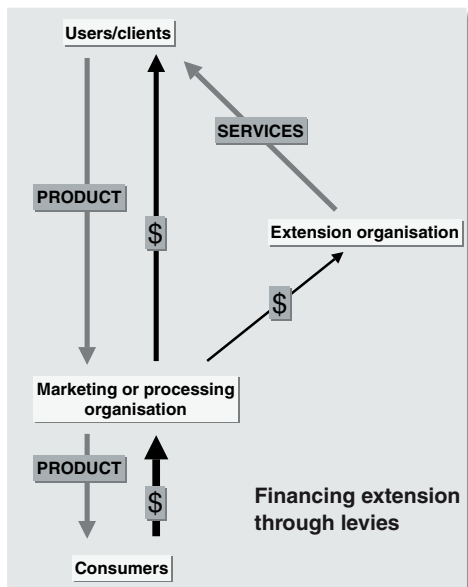 Users/clients
SERVICES
PRODUCT
$
Extension organisation
$
Marketing or processing
organisation
PRODUCT
$
Financing extension
through levies
Consumers